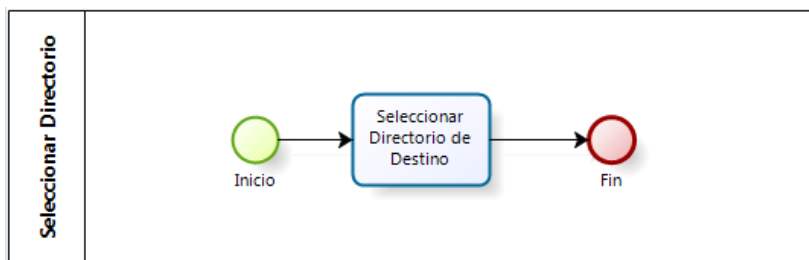 Seleccionar Directorio
Inicio
Seleccionar
Directorio de
Destino
Fin